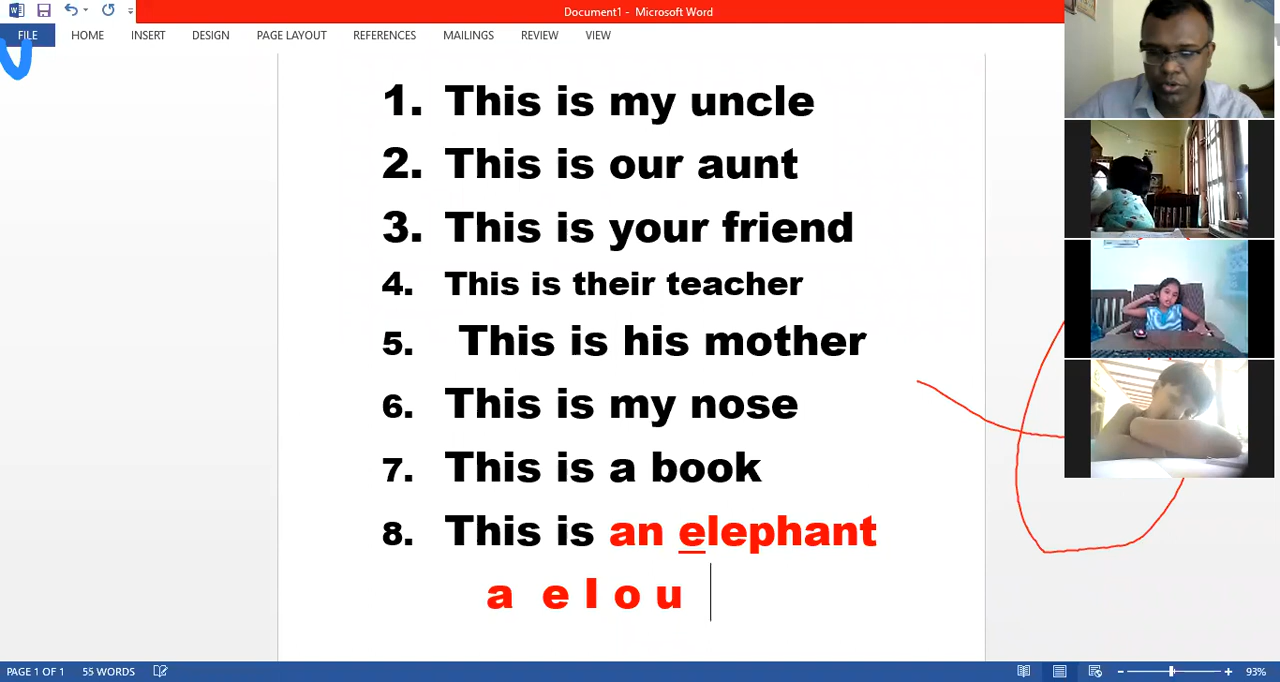 Document1 - Microsoft Word
FILE HOME INSERT DESIGN PAGE LAYOUT REFERENCES MAILINGS REVIEW VIEW
1. This is my uncle
2. This is our aunt
3. This is your friend
4. This is their teacher
5. This is his mother
6. This is my nose
7. This is a book
8. This is an elephant
a e I o u
PAGE 1 OF 1 55 WORDS 93%